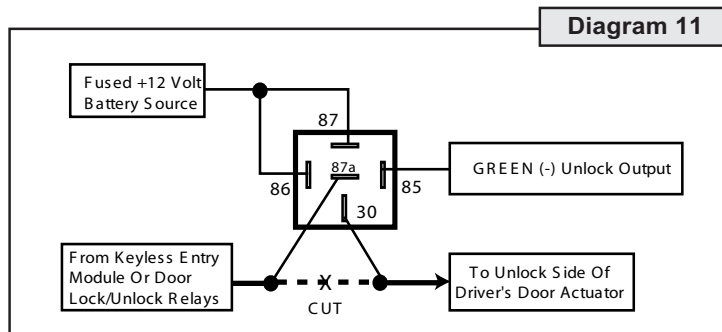 Diagram 11
Fused +12 Volt
Battery Source
87
87a
86
85
30
GREEN (-) Unlock Output
From Keyless Entry
Module Or Door
Lock/Unlock Relays
X
CUT
To Unlock Side Of
Driver's Door Actuator